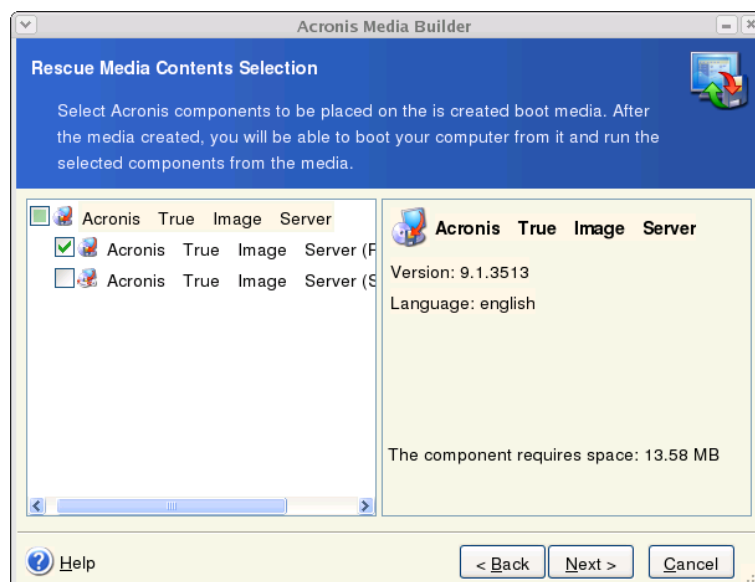 Acronis Media Builder
Rescue Media Contents Selection
Select Acronis components to be placed on the is created boot media. After
the media created, you will be able to boot your computer from it and run the
selected components from the media.
Acronis True Image Server
Acronis True Image Server (F
Acronis True Image Server (S
Acronis True Image Server
Version: 9.1.3513
Language: english
The component requires space: 13.58 MB
Help
< Back
Next >
Cancel